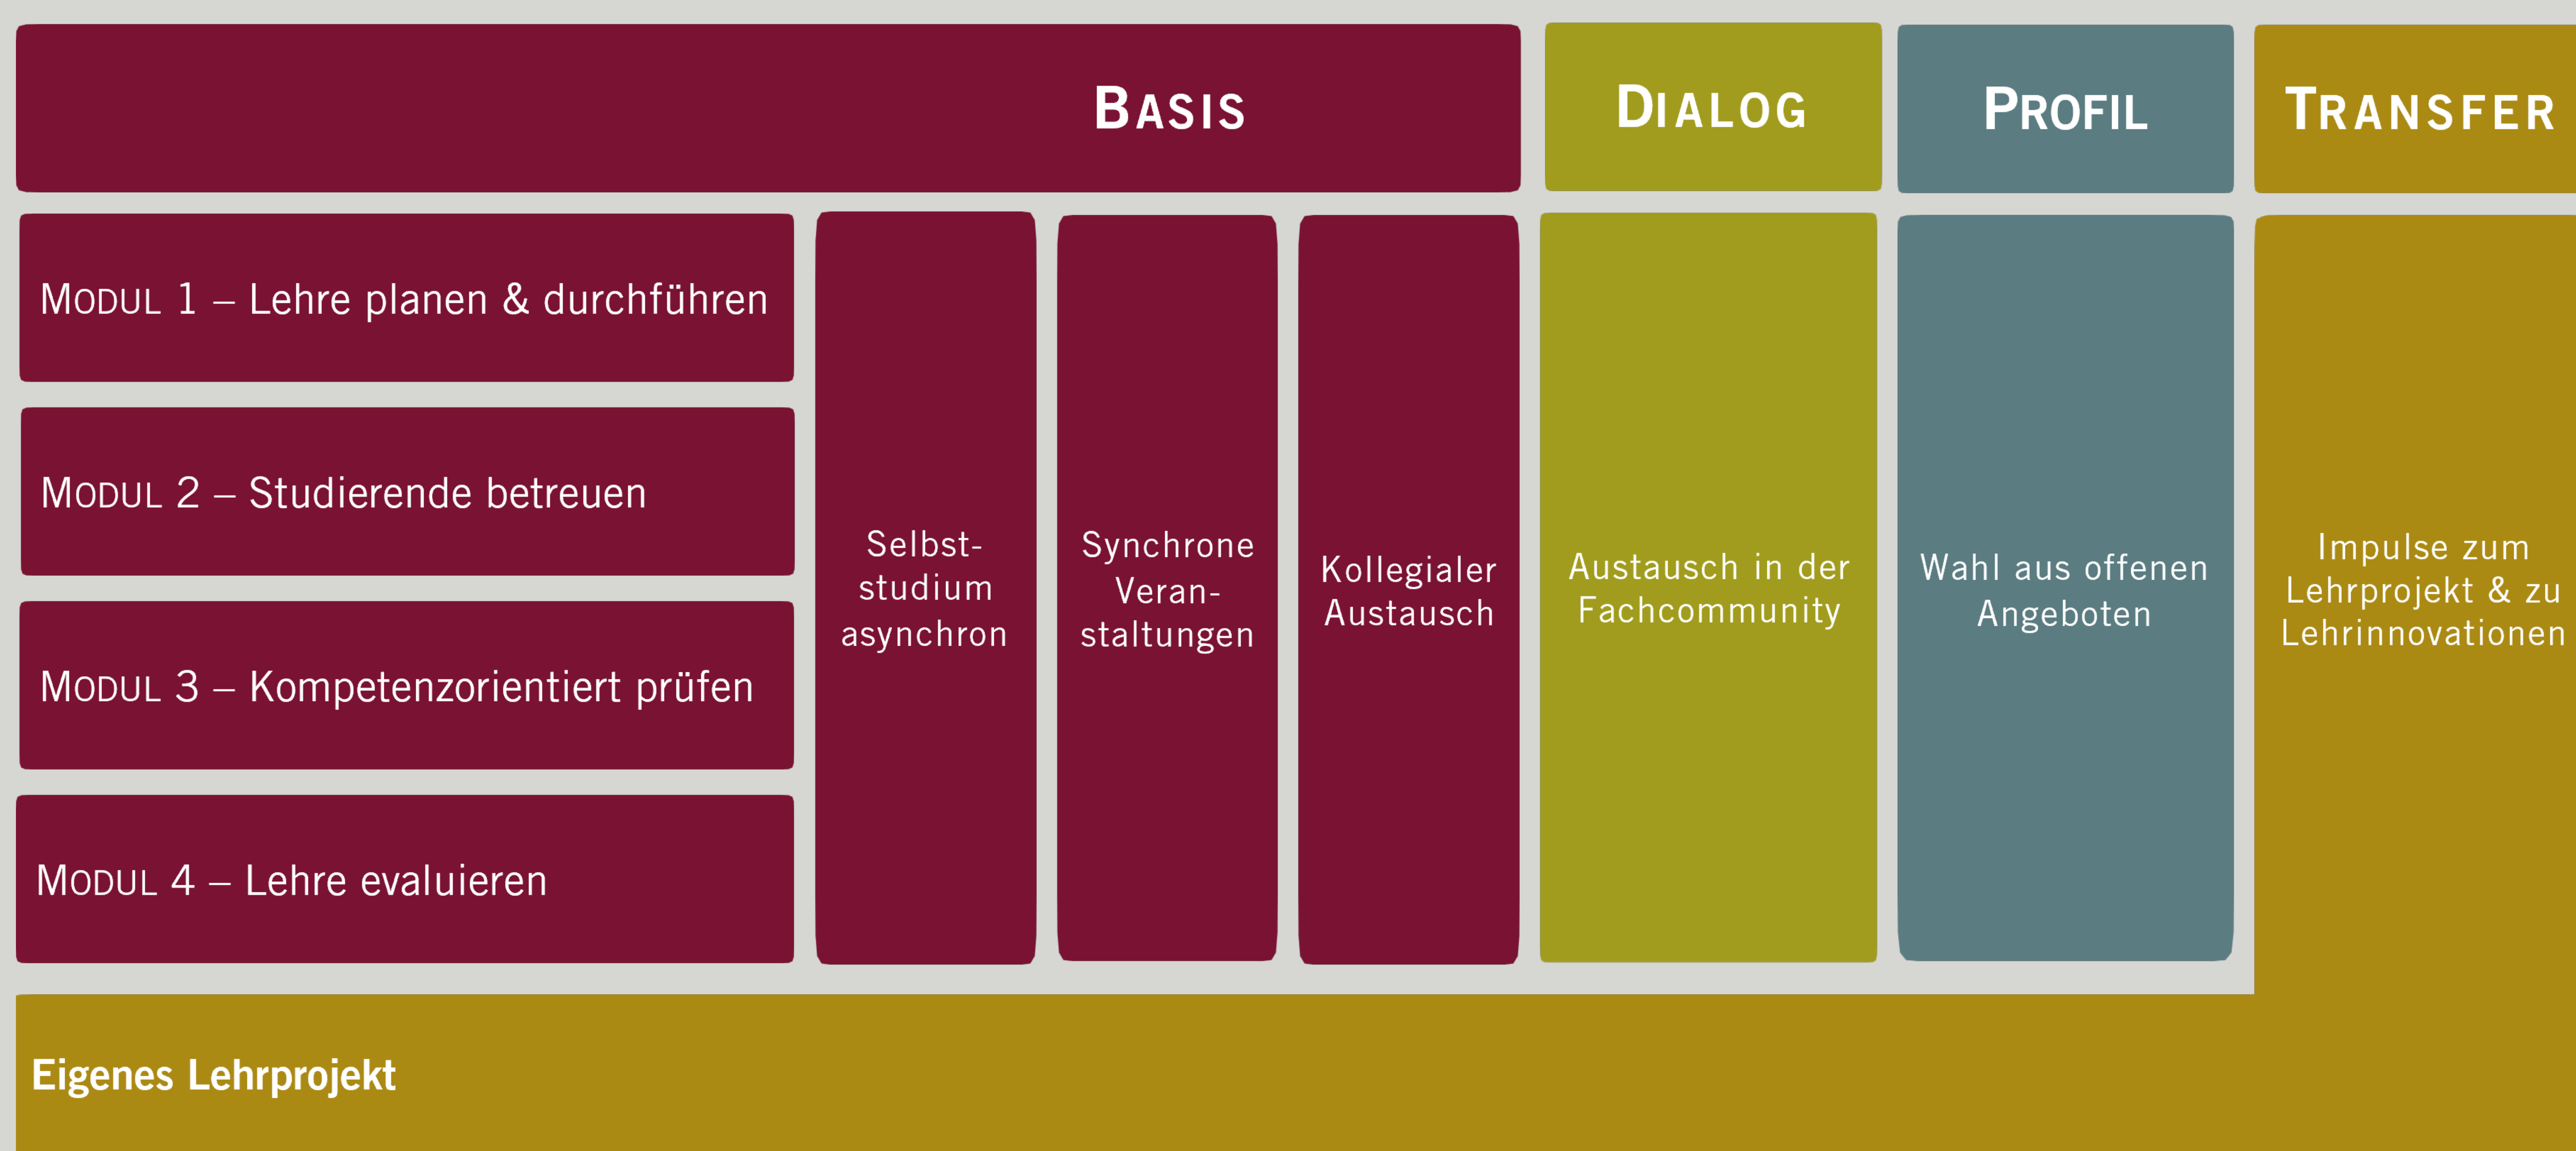 BASIS
DIALOG
PROFIL
TRANSFER
MODUL 1 – Lehre planen & durchführen
MODUL 2 – Studierende betreuen
MODUL 3 – Kompetenzorientiert prüfen
MODUL 4 – Lehre evaluieren
Selbst-
studium
asynchron
Synchrone
Veran-
staltungen
Kollegialer
Austausch
Austausch in der
Fachcommunity
Wahl aus offenen
Angeboten
Impulse zum
Lehrprojekt & zu
Lehrinnovationen
Eigenes Lehrprojekt